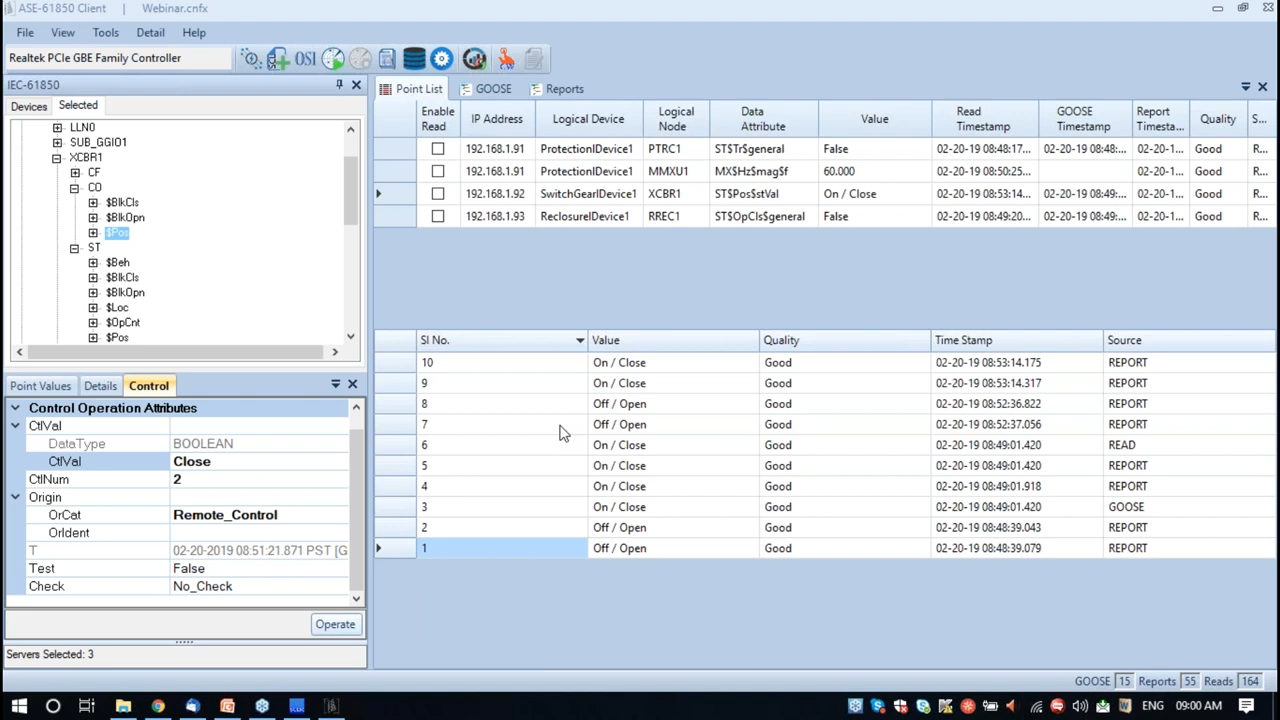 ASE-61850 Client | Webinar.cnfx
File View Tools Detail Help
Realtek PCIe GBE Family Controller OSI
IEC-61850
Devices Selected
LLN0
SUB_GGIO1
XCBR1
CF
CO
$BlkCls
$BlkOpn
$Pos
ST
$Beh
$BlkCls
$BlkOpn
$Loc
$OpCnt
$Pos
Point Values Details Control
Control Operation Attributes
CtlVal
DataType BOOLEAN
CtlVal Close
CtlNum 2
Origin
OrCat Remote_Control
OrIdent
T 02-20-2019 08:51:21.871 PST [G
Test False
Check No_Check
Operate
Servers Selected: 3
Point List GOOSE Reports
Enable Read IP Address Logical Device Logical Node Data Attribute Value Read Timestamp GOOSE Timestamp Report Timesta... Quality S...
192.168.1.91 ProtectionIDevice1 PTRC1 ST$Tr$general False 02-20-19 08:48:17... 02-20-19 08:48:... 02-20-1... Good R...
192.168.1.91 ProtectionIDevice1 MMXU1 MX$Hz$mag$f 60.000 02-20-19 08:50:25... 02-20-1... Good R...
192.168.1.92 SwitchGearIDevice1 XCBR1 ST$Pos$stVal On / Close 02-20-19 08:53:14... 02-20-19 08:49:... 02-20-1... Good R...
192.168.1.93 ReclosureIDevice1 RREC1 ST$OpCls$general False 02-20-19 08:49:20... 02-20-19 08:49:... 02-20-1... Good R...
Sl No. Value Quality Time Stamp Source
10 On / Close Good 02-20-19 08:53:14.175 REPORT
9 On / Close Good 02-20-19 08:53:14.317 REPORT
8 Off / Open Good 02-20-19 08:52:36.822 REPORT
7 Off / Open Good 02-20-19 08:52:37.056 REPORT
6 On / Close Good 02-20-19 08:49:01.420 READ
5 On / Close Good 02-20-19 08:49:01.420 REPORT
4 On / Close Good 02-20-19 08:49:01.918 REPORT
3 On / Close Good 02-20-19 08:49:01.420 GOOSE
2 Off / Open Good 02-20-19 08:48:39.043 REPORT
1 Off / Open Good 02-20-19 08:48:39.079 REPORT
GOOSE 15 Reports 55 Reads 164
ENG 09:00 AM